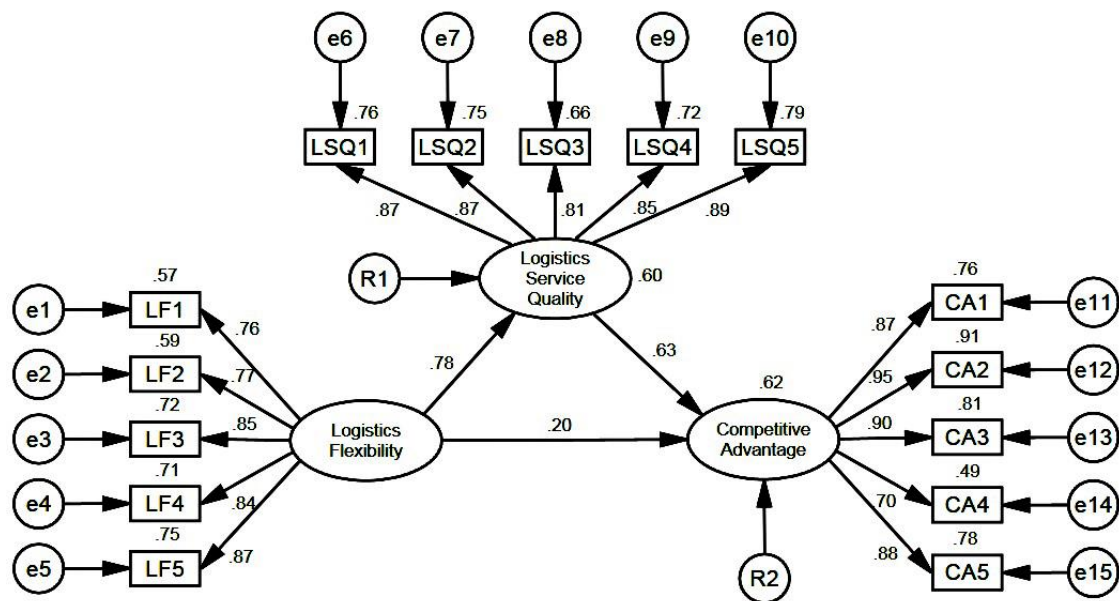 e6 e7 e8 e9 e10
.76 .75 .66 .72 .79
LSQ1 LSQ2 LSQ3 LSQ4 LSQ5
.87 .87 .81 .85 .89
Logistics
Service
Quality
R1
.60
.57
e1 LF1
.76
.59
e2 LF2
.77
.72
e3 LF3
.85
.71
e4 LF4
.84
.75
e5 LF5
.87
Logistics
Flexibility
.78
.63
.20
.62
Competitive
Advantage
R2
.76
.87
CA1 e11
.91
.95
CA2 e12
.81
.90
CA3 e13
.49
.70
CA4 e14
.78
.88
CA5 e15